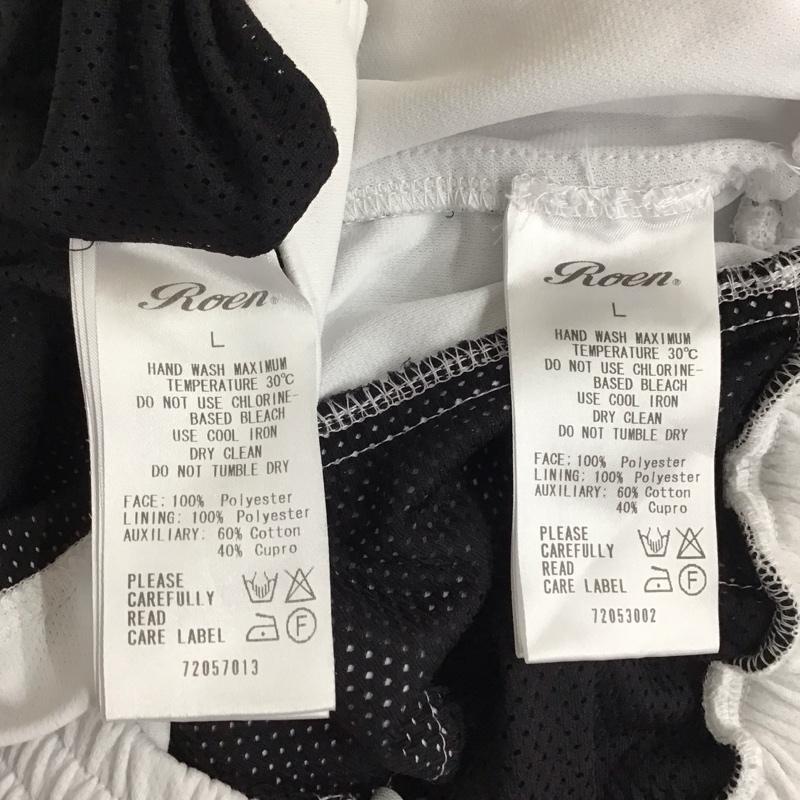 Roen®
L
HAND WASH MAXIMUM
TEMPERATURE 30℃
DO NOT USE CHLORINE-
BASED BLEACH
USE COOL IRON
DRY CLEAN
DO NOT TUMBLE DRY
FACE: 100% Polyester
LINING: 100% Polyester
AUXILIARY: 60% Cotton
40% Cupro
PLEASE
CAREFULLY
READ
CARE LABEL
F
72057013
Roen®
L
HAND WASH MAXIMUM
TEMPERATURE 30℃
DO NOT USE CHLORINE-
BASED BLEACH
USE COOL IRON
DRY CLEAN
DO NOT TUMBLE DRY
FACE: 100% Polyester
LINING: 100% Polyester
AUXILIARY: 60% Cotton
40% Cupro
PLEASE
CAREFULLY
READ
CARE LABEL
F
72053002